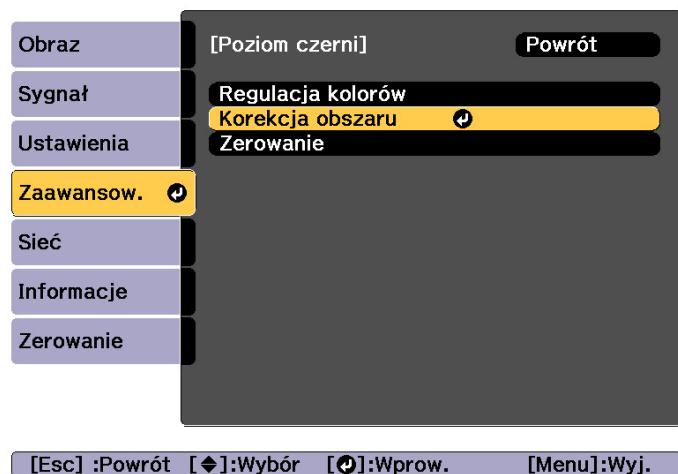 Obraz
Sygnał
Ustawienia
Zaawansow.
Sieć
Informacje
Zerowanie
[Poziom czerni] Powrót
Regulacja kolorów
Korekcja obszaru
Zerowanie
[Esc] :Powrót [◆]:Wybór [↵]:Wprow. [Menu]:Wyj.